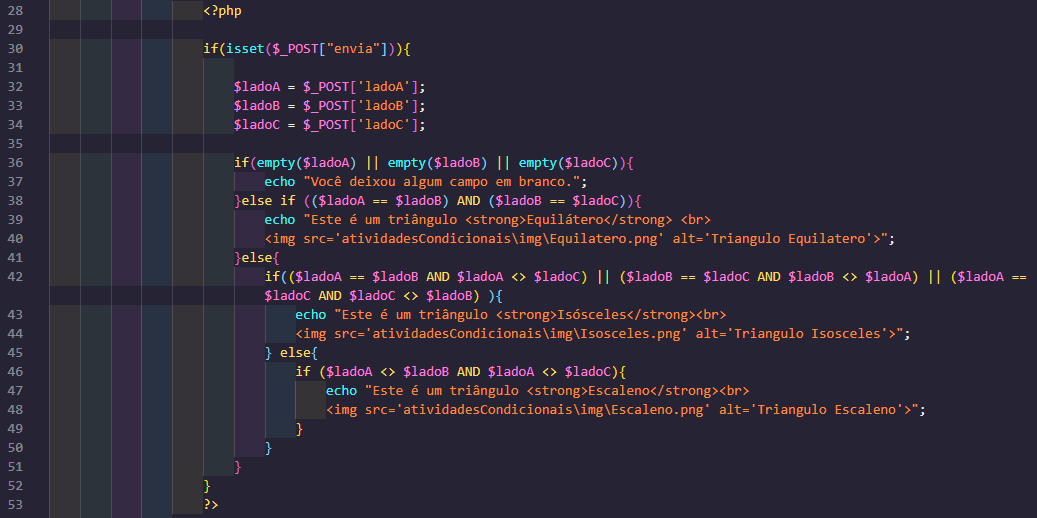 28 <?php
29
30 if(isset($_POST["envia"])){
31
32 $ladoA = $_POST['ladoA'];
33 $ladoB = $_POST['ladoB'];
34 $ladoC = $_POST['ladoC'];
35
36 if(empty($ladoA) || empty($ladoB) || empty($ladoC)){
37 echo "Você deixou algum campo em branco.";
38 }else if (($ladoA == $ladoB) AND ($ladoB == $ladoC)){
39 echo "Este é um triângulo <strong>Equilátero</strong> <br>
40 <img src='atividadesCondicionais\img\Equilatero.png' alt='Triangulo Equilatero'>";
41 }else{
42 if(($ladoA == $ladoB AND $ladoA <> $ladoC) || ($ladoB == $ladoC AND $ladoB <> $ladoA) || ($ladoA ==
$ladoC AND $ladoC <> $ladoB) ){
43 echo "Este é um triângulo <strong>Isósceles</strong><br>
44 <img src='atividadesCondicionais\img\Isosceles.png' alt='Triangulo Isosceles'>";
45 } else{
46 if ($ladoA <> $ladoB AND $ladoA <> $ladoC){
47 echo "Este é um triângulo <strong>Escaleno</strong><br>
48 <img src='atividadesCondicionais\img\Escaleno.png' alt='Triangulo Escaleno'>";
49 }
50 }
51 }
52 }
53 ?>